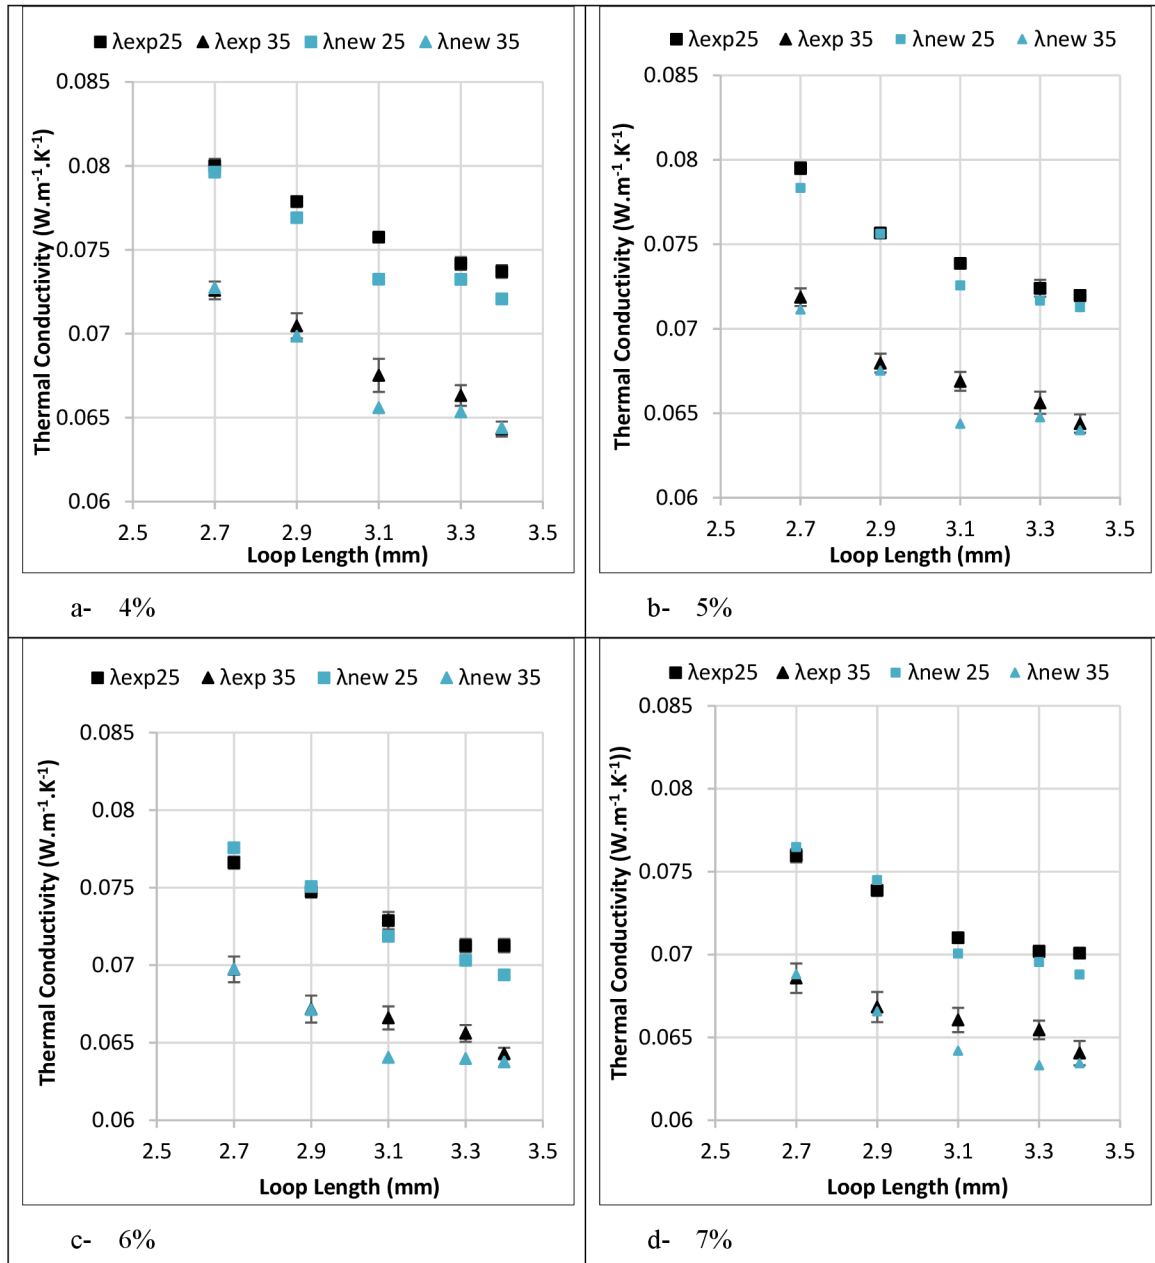 λexp25 λexp 35 λnew 25 λnew 35
Thermal Conductivity (W.m⁻¹.K⁻¹)
0.085
0.08
0.075
0.07
0.065
0.06
2.5 2.7 2.9 3.1 3.3 3.5
Loop Length (mm)
a- 4%
λexp25 λexp 35 λnew 25 λnew 35
Thermal Conductivity (W.m⁻¹.K⁻¹)
0.085
0.08
0.075
0.07
0.065
0.06
2.5 2.7 2.9 3.1 3.3 3.5
Loop Length (mm)
b- 5%
λexp25 λexp 35 λnew 25 λnew 35
Thermal Conductivity (W.m⁻¹.K⁻¹)
0.085
0.08
0.075
0.07
0.065
0.06
2.5 2.7 2.9 3.1 3.3 3.5
Loop Length (mm)
c- 6%
λexp25 λexp 35 λnew 25 λnew 35
Thermal Conductivity (W.m⁻¹.K⁻¹))
0.085
0.08
0.075
0.07
0.065
0.06
2.5 2.7 2.9 3.1 3.3 3.5
Loop Length (mm)
d- 7%